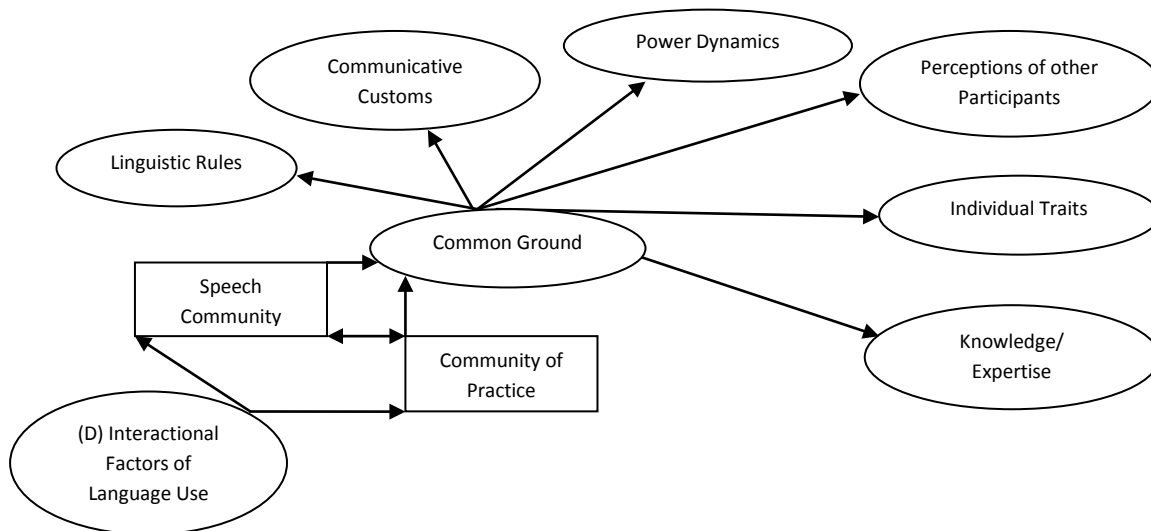 Power Dynamics
Communicative
Customs
Perceptions of other
Participants
Linguistic Rules
Individual Traits
Common Ground
Speech
Community
Community of
Practice
Knowledge/
Expertise
(D) Interactional
Factors of
Language Use